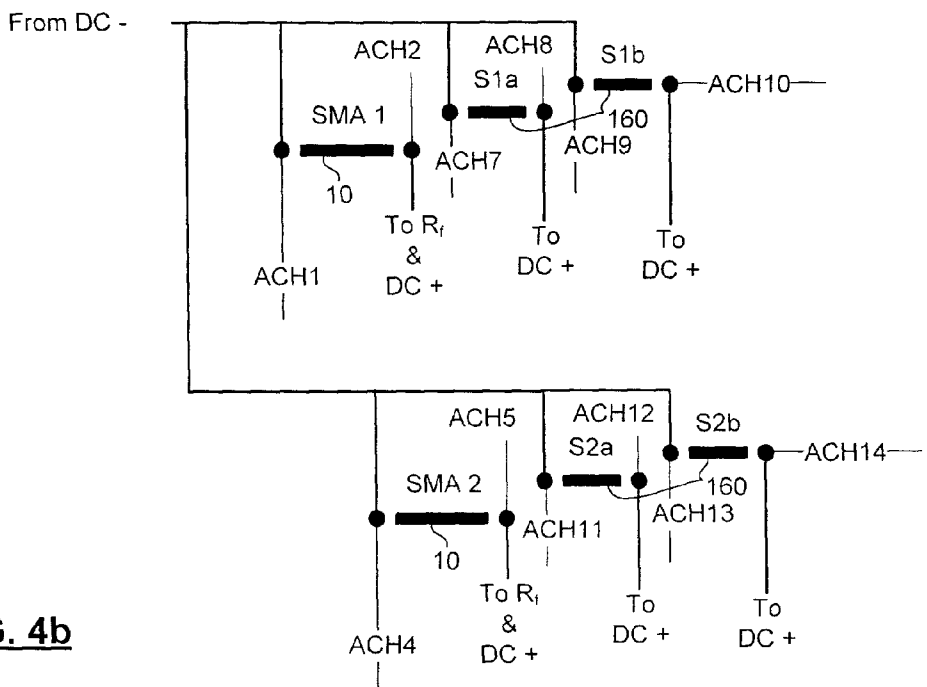 From DC -
ACH2
ACH8
S1b
S1a
ACH10
SMA 1
160
ACH7
ACH9
10
To Rf
&
DC +
To
DC +
To
DC +
ACH1
ACH5
ACH12
S2b
S2a
ACH14
SMA 2
160
ACH11
ACH13
10
To Rf
&
DC +
To
DC +
To
DC +
ACH4
G. 4b